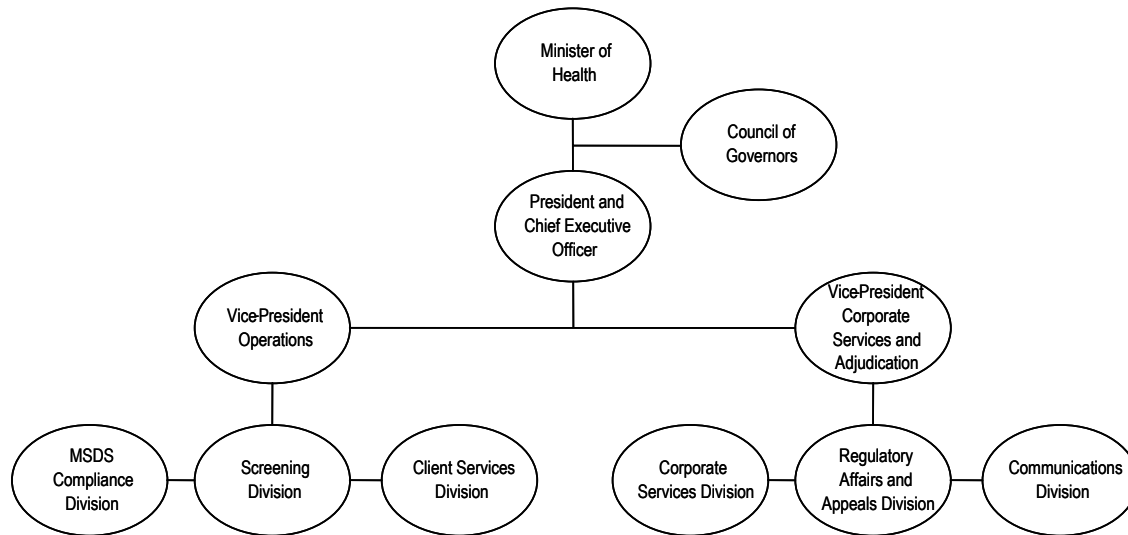 Minister of
Health
Council of
Governors
President and
Chief Executive
Officer
Vice-President
Operations
Vice-President
Corporate
Services and
Adjudication
MSDS
Compliance
Division
Screening
Division
Client Services
Division
Corporate
Services Division
Regulatory
Affairs and
Appeals Division
Communications
Division